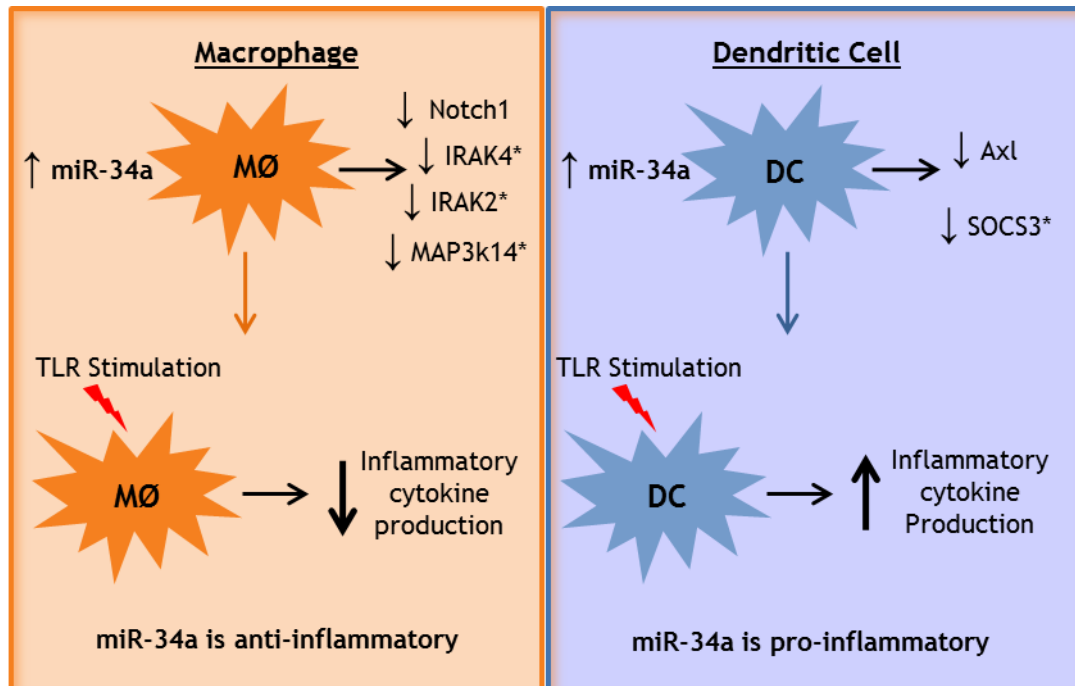 Macrophage
↑ miR-34a
MØ
↓ Notch1
↓ IRAK4*
↓ IRAK2*
↓ MAP3k14*
TLR Stimulation
MØ
Inflammatory
cytokine
production
miR-34a is anti-inflammatory
Dendritic Cell
↑ miR-34a
DC
↓ Axl
↓ SOCS3*
TLR Stimulation
DC
Inflammatory
cytokine
Production
miR-34a is pro-inflammatory